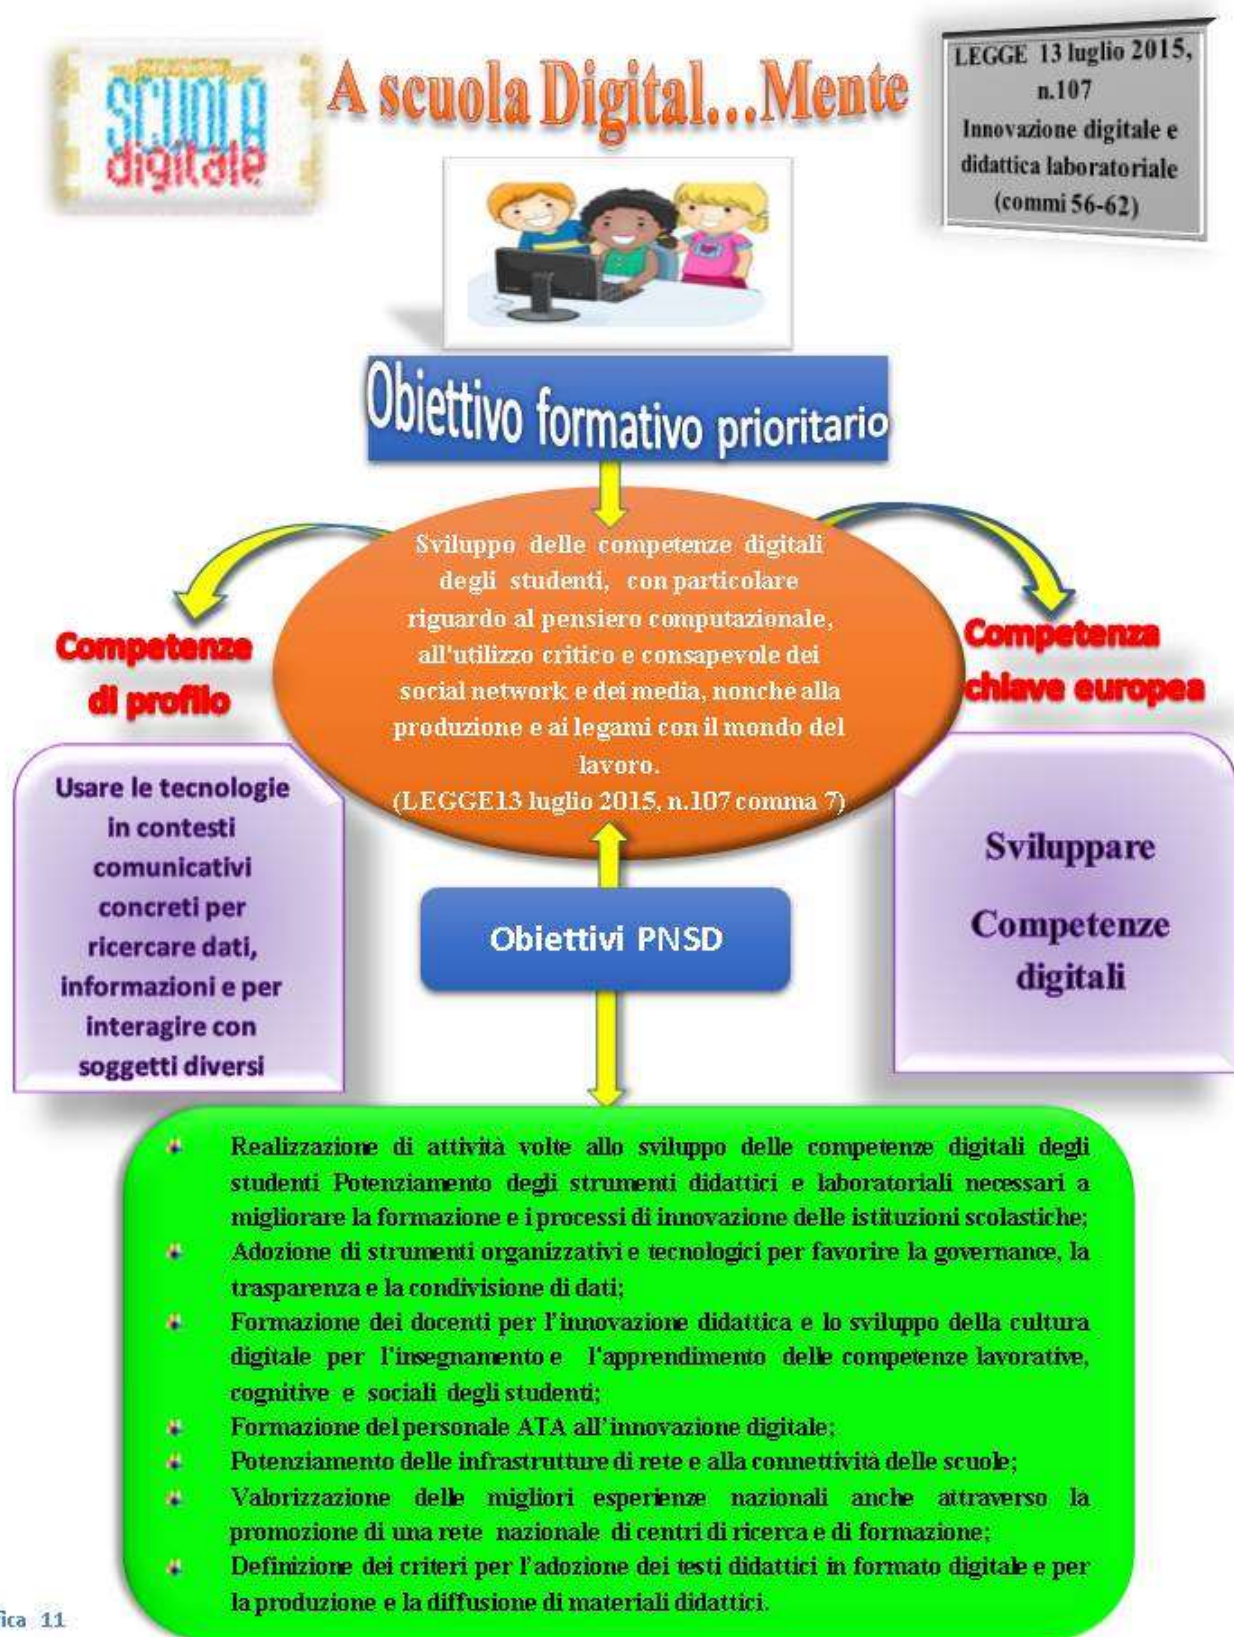 SCUOLA
digitale
A scuola Digital...Mente
LEGGE 13 luglio 2015,
n.107
Innovazione digitale e
didattica laboratoriale
(commi 56-62)
Obiettivo formativo prioritario
Sviluppo delle competenze digitali
degli studenti, con particolare
riguardo al pensiero computazionale,
all'utilizzo critico e consapevole dei
social network e dei media, nonché alla
produzione e ai legami con il mondo del
lavoro.
(LEGGE13 luglio 2015, n.107 comma 7)
Competenze
di profilo
Usare le tecnologie
in contesti
comunicativi
concreti per
ricercare dati,
informazioni e per
interagire con
soggetti diversi
Competenza
chiave europea
Sviluppare
Competenze
digitali
Obiettivi PNSD
Realizzazione di attività volte allo sviluppo delle competenze digitali degli
studenti Potenziamento degli strumenti didattici e laboratoriali necessari a
migliorare la formazione e i processi di innovazione delle istituzioni scolastiche;
Adozione di strumenti organizzativi e tecnologici per favorire la governance, la
trasparenza e la condivisione di dati;
Formazione dei docenti per l'innovazione didattica e lo sviluppo della cultura
digitale per l'insegnamento e l'apprendimento delle competenze lavorative,
cognitive e sociali degli studenti;
Formazione del personale ATA all'innovazione digitale;
Potenziamento delle infrastrutture di rete e alla connettività delle scuole;
Valorizzazione delle migliori esperienze nazionali anche attraverso la
promozione di una rete nazionale di centri di ricerca e di formazione;
Definizione dei criteri per l'adozione dei testi didattici in formato digitale e per
la produzione e la diffusione di materiali didattici.
fica 11